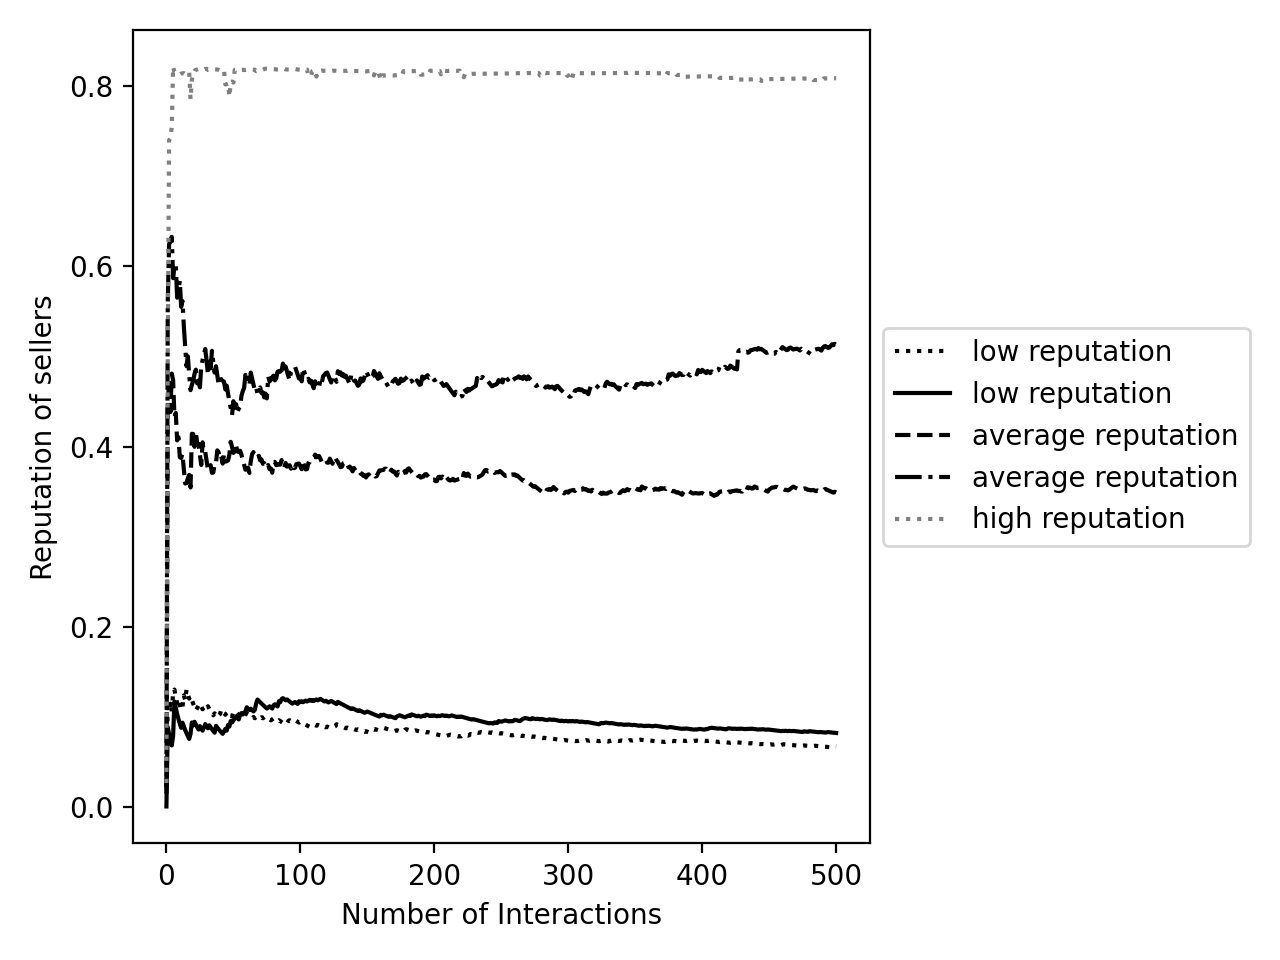 0.8
0.6
0.4
0.2
0.0
Reputation of sellers
0 100 200 300 400 500
Number of Interactions
low reputation
low reputation
average reputation
average reputation
high reputation